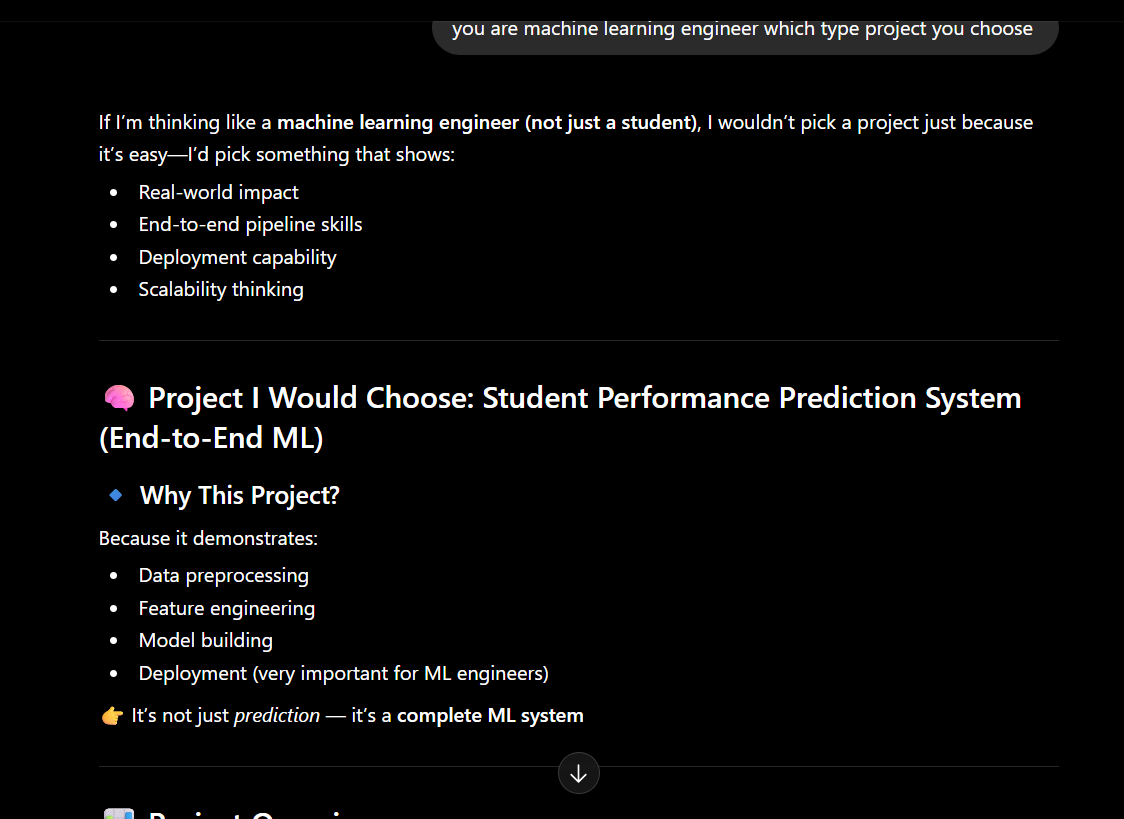 you are machine learning engineer which type project you choose
If I’m thinking like a machine learning engineer (not just a student), I wouldn’t pick a project just because
it’s easy—I’d pick something that shows:
• Real-world impact
• End-to-end pipeline skills
• Deployment capability
• Scalability thinking
🧠 Project I Would Choose: Student Performance Prediction System
(End-to-End ML)
🔹 Why This Project?
Because it demonstrates:
• Data preprocessing
• Feature engineering
• Model building
• Deployment (very important for ML engineers)
👉 It’s not just prediction — it’s a complete ML system